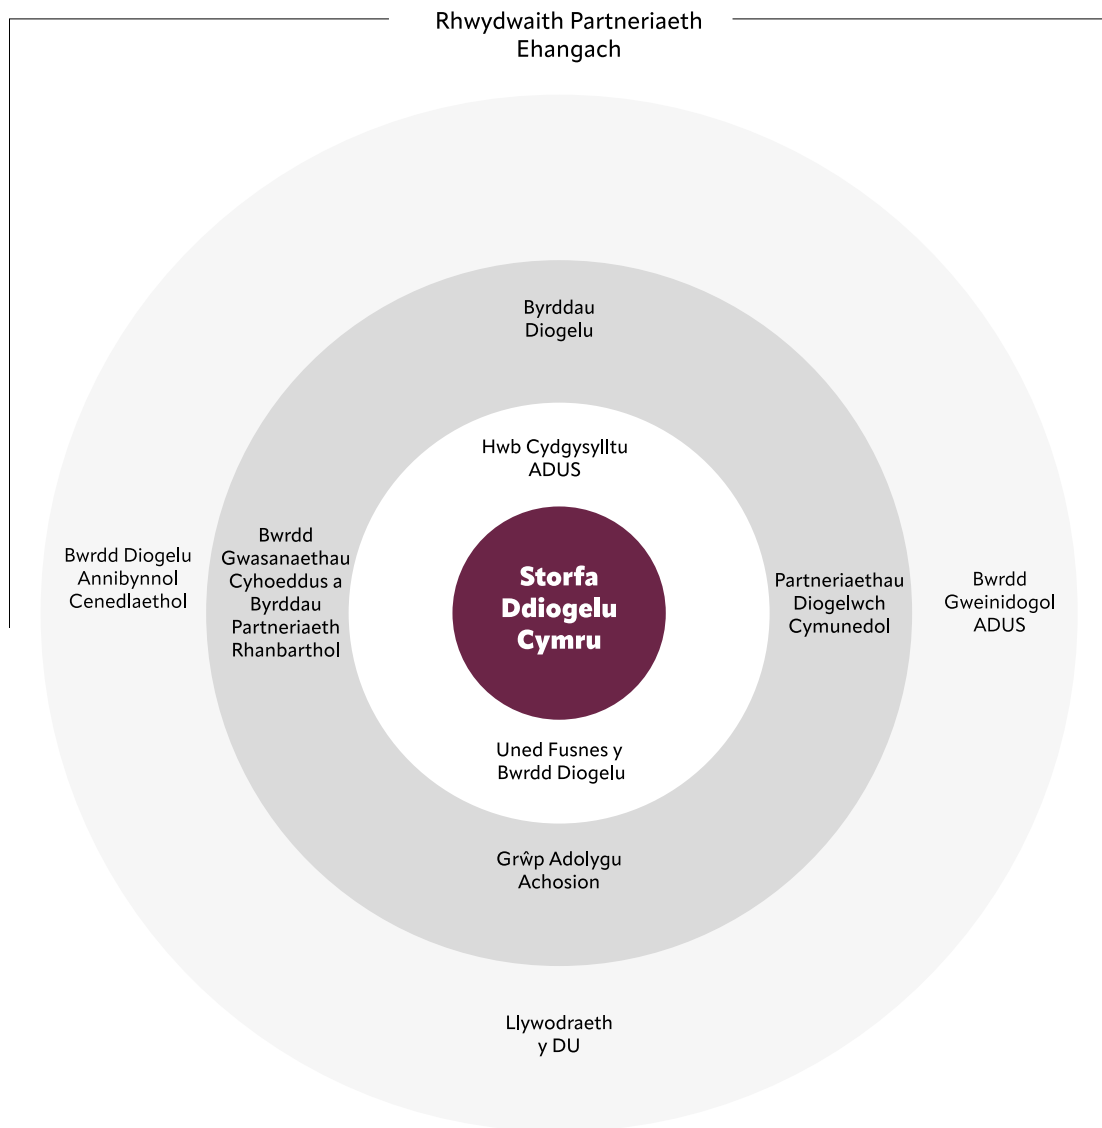 Rhwydwaith Partneriaeth
Ehangach
Byrddau
Diogelu
Hwb Cydgysylltu
ADUS
Bwrdd Diogelu
Annibynnol
Cenedlaethol
Bwrdd
Gwasanaethau
Cyhoeddus a
Byrddau
Partneriaeth
Rhanbarthol
Storfa
Ddiogelu
Cymru
Partneriaethau
Diogelwch
Cymunedol
Bwrdd
Gweinidogol
ADUS
Uned Fusnes y
Bwrdd Diogelu
Grŵp Adolygu
Achosion
Llywodraeth
y DU